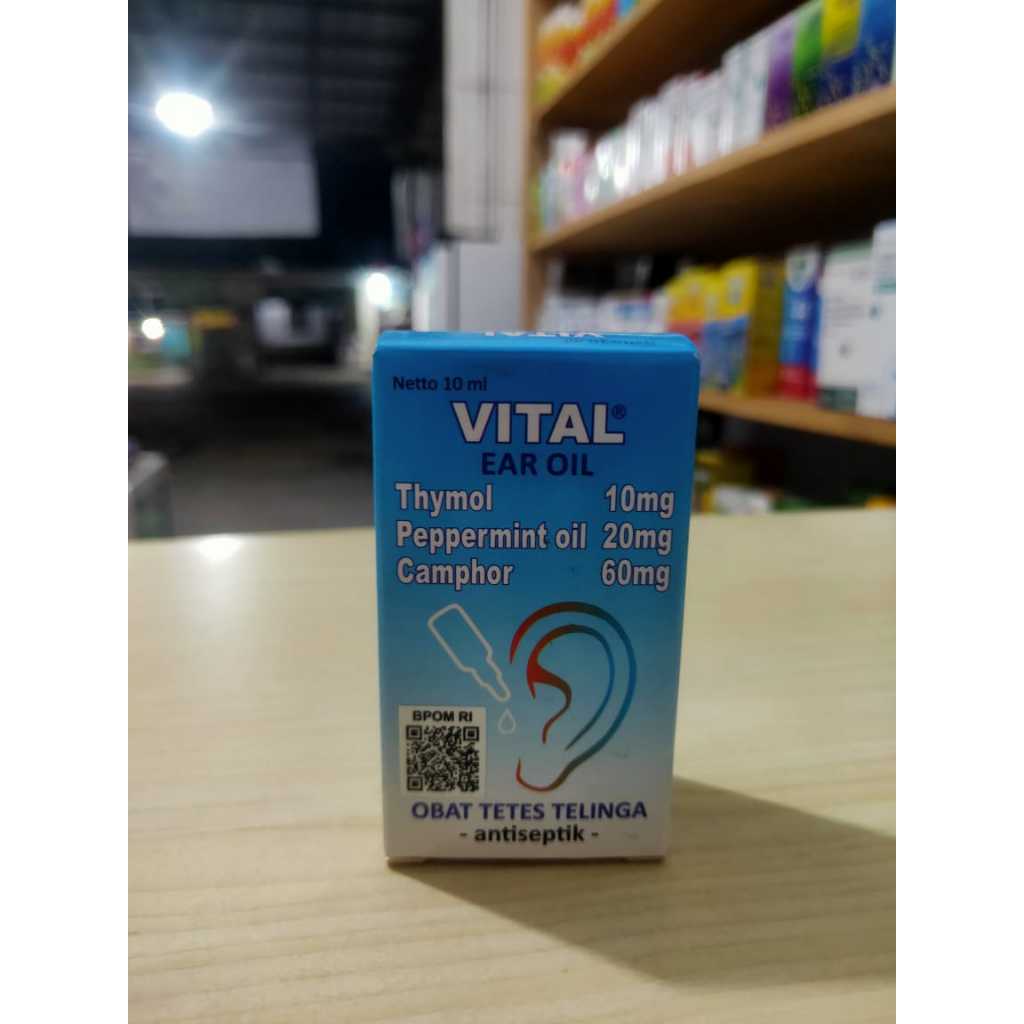 VITAL
Netto 10 ml
VITAL®
EAR OIL
Thymol 10mg
Peppermint oil 20mg
Camphor 60mg
BPOM RI
OBAT TETES TELINGA
- antiseptik -